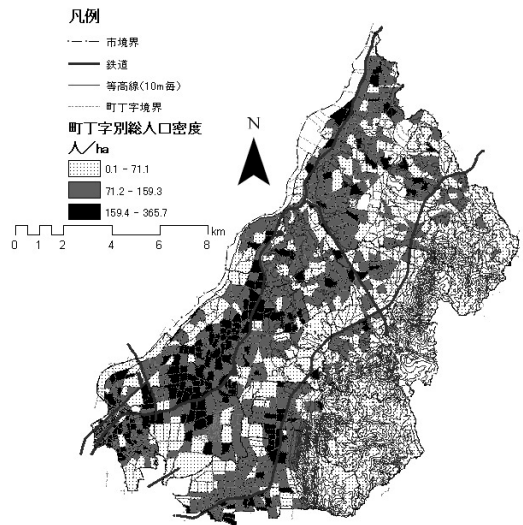 凡例
市境界
鉄道
等高線(10m毎)
町丁字境界
町丁字別総人口密度
人／ha
0.1 - 71.1
71.2 - 159.3
159.4 - 365.7
N
km
0 1 2 4 6 8